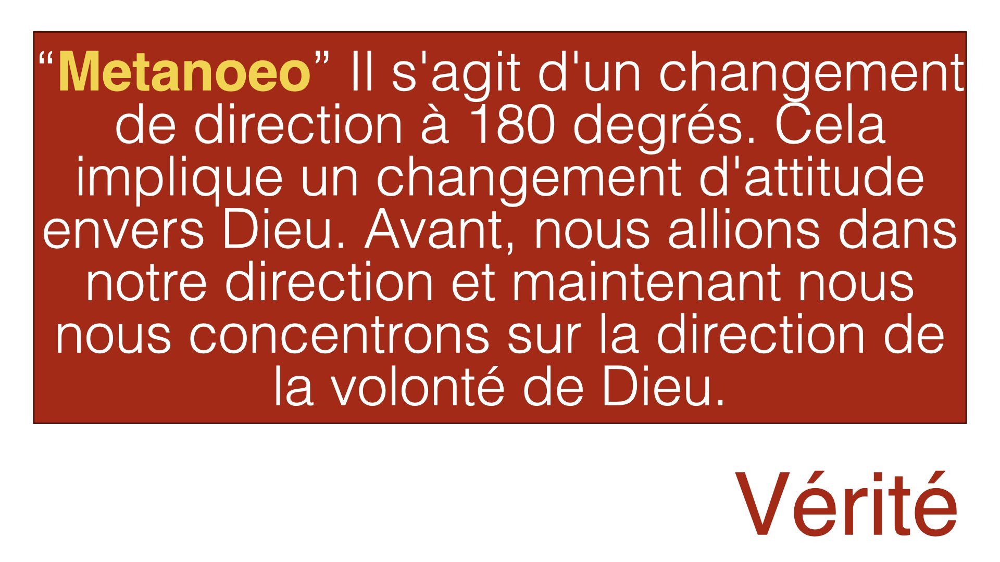 “Metanoeo” Il s'agit d'un changement
de direction à 180 degrés. Cela
implique un changement d'attitude
envers Dieu. Avant, nous allions dans
notre direction et maintenant nous
nous concentrons sur la direction de
la volonté de Dieu.
Vérité